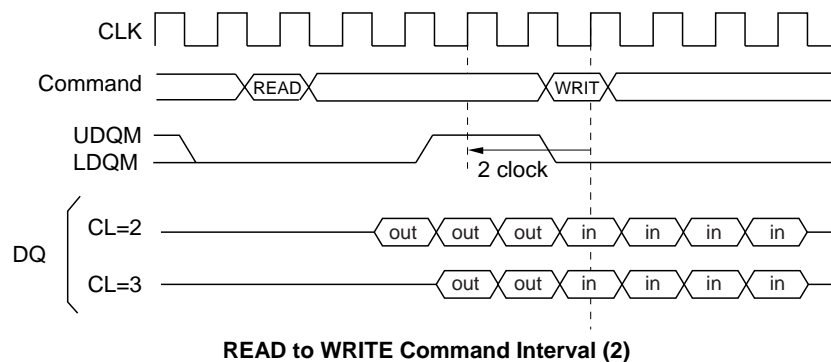 CLK
Command READ WRIT
UDQM
LDQM
2 clock
CL=2 out out out in in in in
DQ
CL=3 out out in in in in
READ to WRITE Command Interval (2)